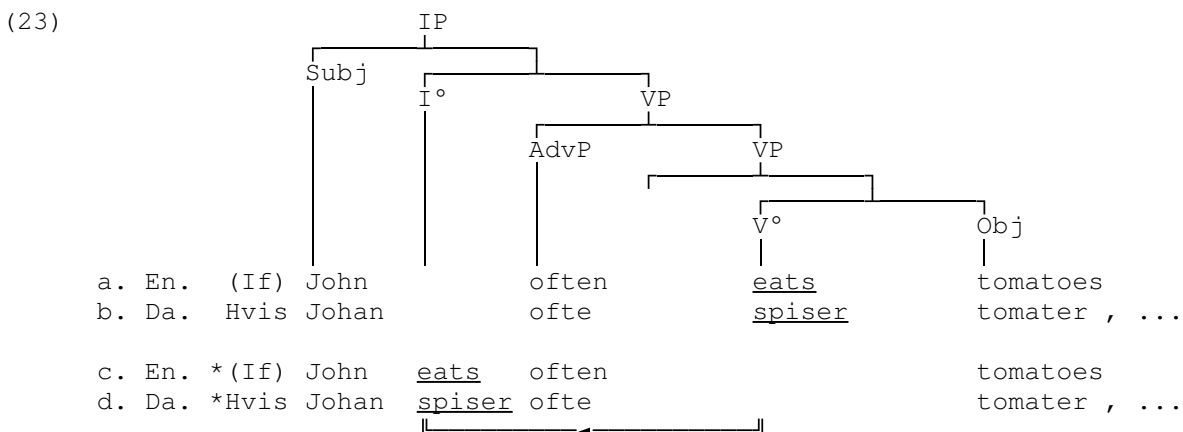 (23) IP
Subj
I° VP
AdvP VP
V° Obj
a. En. (If) John often eats tomatoes
b. Da. Hvis Johan ofte spiser tomater , ...
c. En. *(If) John eats often tomatoes
d. Da. *Hvis Johan spiser ofte tomater , ...